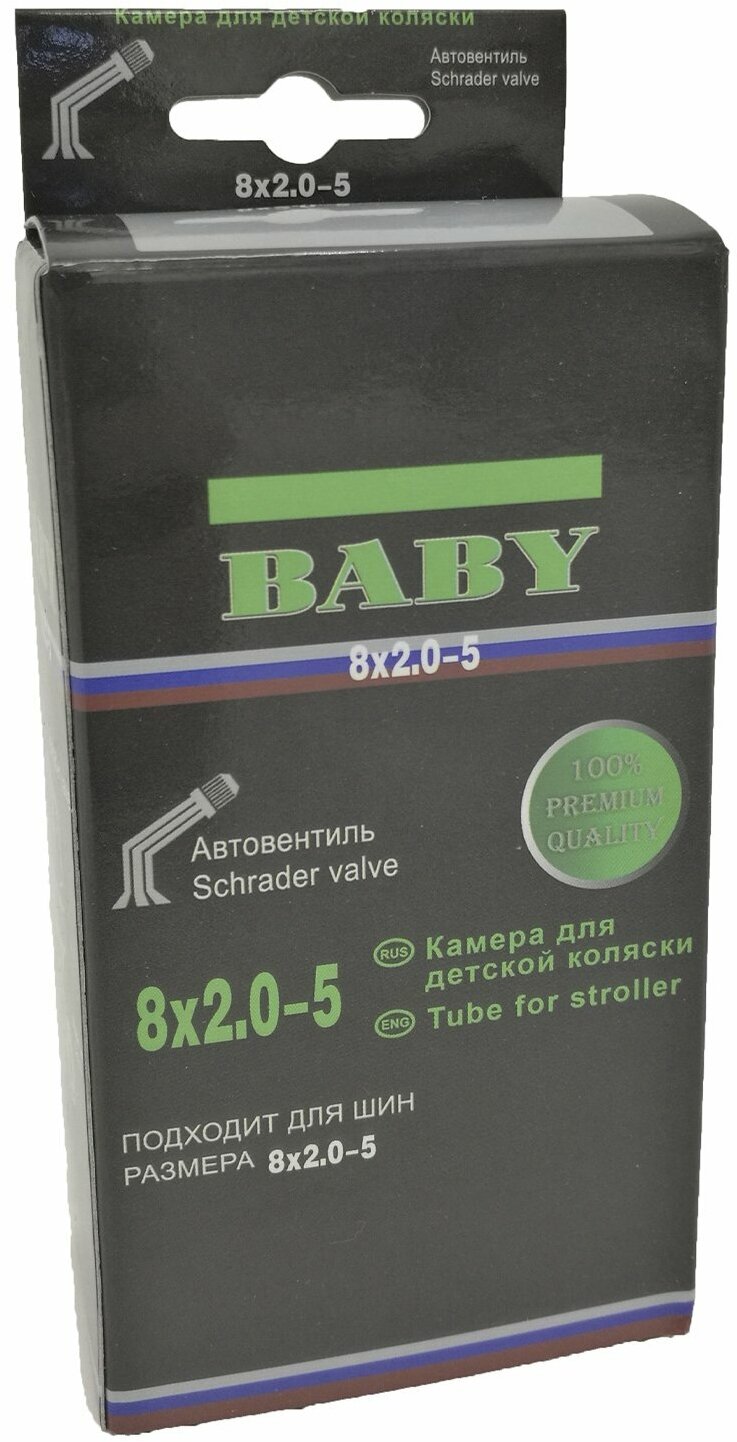 Камера для детской коляски
Автовентиль
Schrader valve
8x2.0-5
BABY
8x2.0-5
100%
PREMIUM
QUALITY
Автовентиль
Schrader valve
8x2.0-5
RUS Камера для
детской коляски
ENG Tube for stroller
ПОДХОДИТ ДЛЯ ШИН
РАЗМЕРА 8x2.0-5